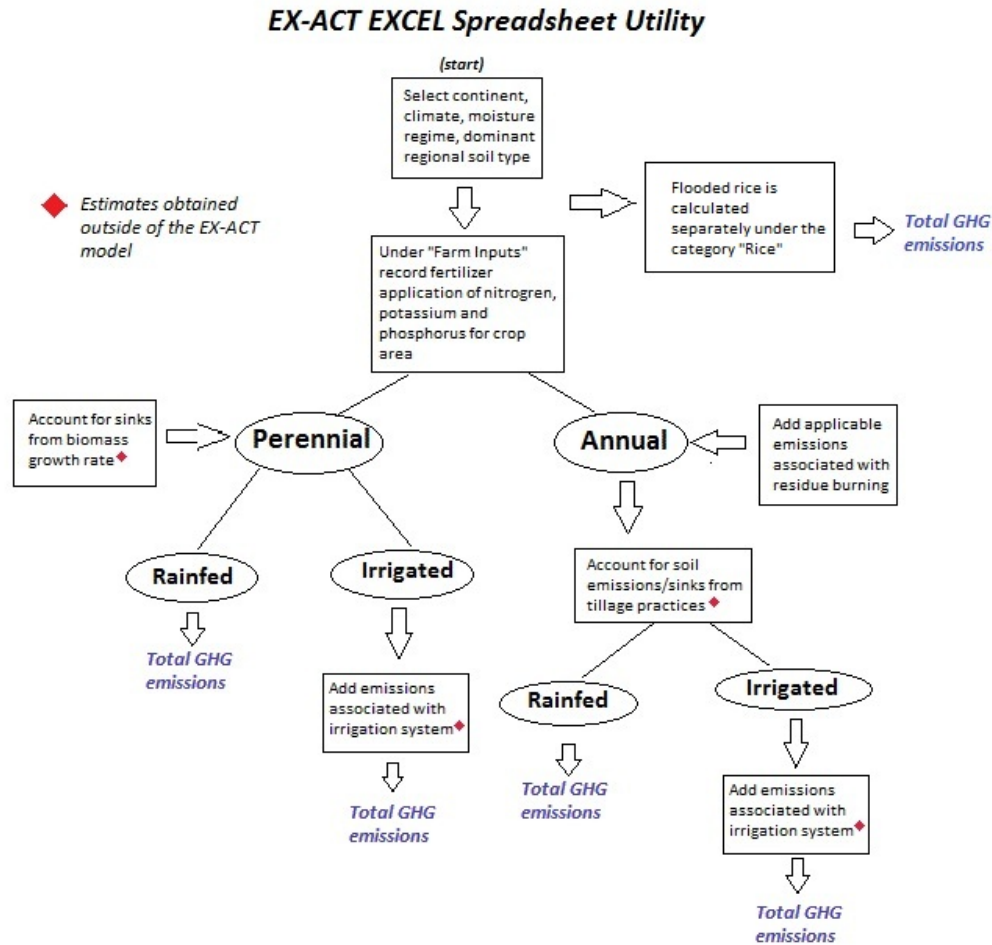 EX-ACT EXCEL Spreadsheet Utility
(start)
Select continent,
climate, moisture
regime, dominant
regional soil type
Estimates obtained
outside of the EX-ACT
model
Flooded rice is
calculated
separately under the
category "Rice"
Total GHG
emissions
Under "Farm Inputs"
record fertilizer
application of nitrogren,
potassium and
phosphorus for crop
area
Account for sinks
from biomass
growth rate
Perennial
Annual
Add applicable
emissions
associated with
residue burning
Rainfed
Irrigated
Account for soil
emissions/sinks from
tillage practices
Total GHG
emissions
Add emissions
associated with
irrigation system
Rainfed
Irrigated
Total GHG
emissions
Total GHG
emissions
Add emissions
associated with
irrigation system
Total GHG
emissions